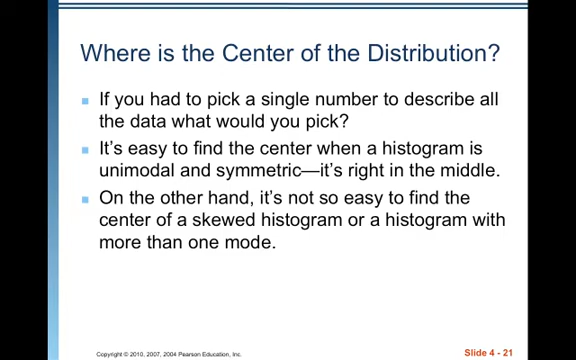 Where is the Center of the Distribution?
If you had to pick a single number to describe all
the data what would you pick?
It’s easy to find the center when a histogram is
unimodal and symmetric—it’s right in the middle.
On the other hand, it’s not so easy to find the
center of a skewed histogram or a histogram with
more than one mode.
Copyright © 2010, 2007, 2004 Pearson Education, Inc.
Slide 4 - 21